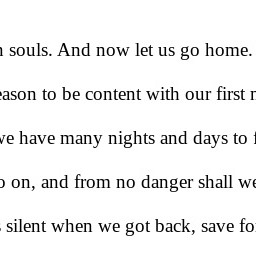 souls. And now let us go home.
eason to be content with our first
we have many nights and days to
on, and from no danger shall we
silent when we got back, save